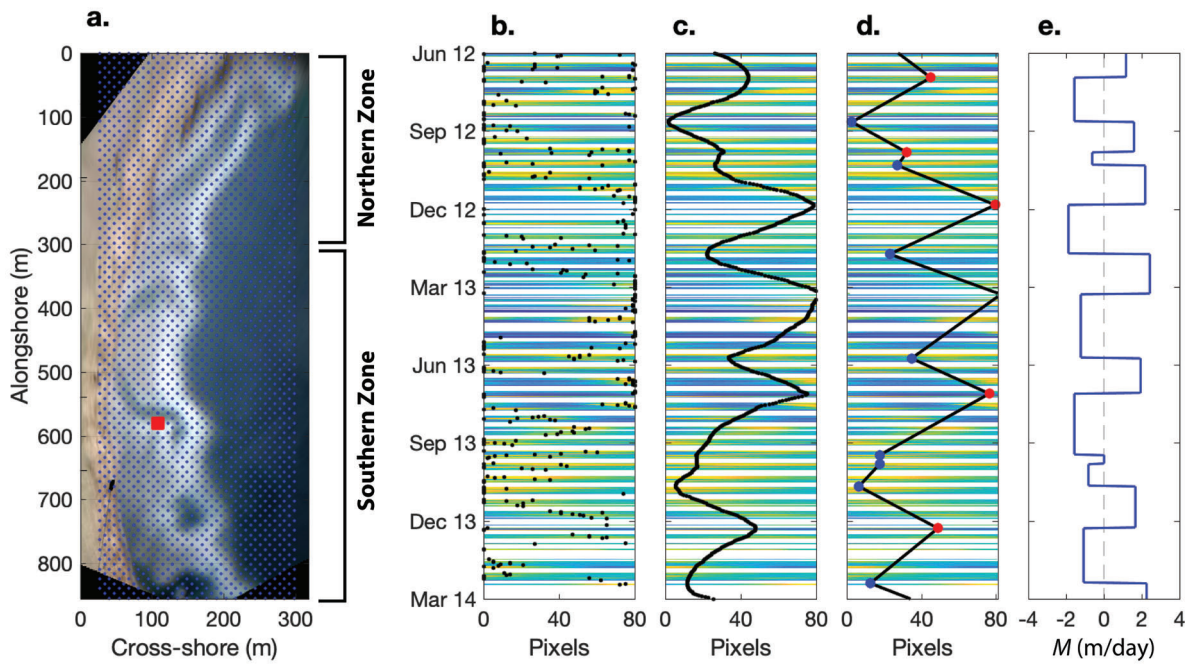 a.
b.
c.
d.
e.
0
100
200
300
400
500
600
700
800
Alongshore (m)
0
100
200
300
Cross-shore (m)
Northern Zone
Southern Zone
Jun 12
Sep 12
Dec 12
Mar 13
Jun 13
Sep 13
Dec 13
Mar 14
0
40
80
Pixels
0
40
80
Pixels
0
40
80
Pixels
-4
-2
0
2
4
M (m/day)